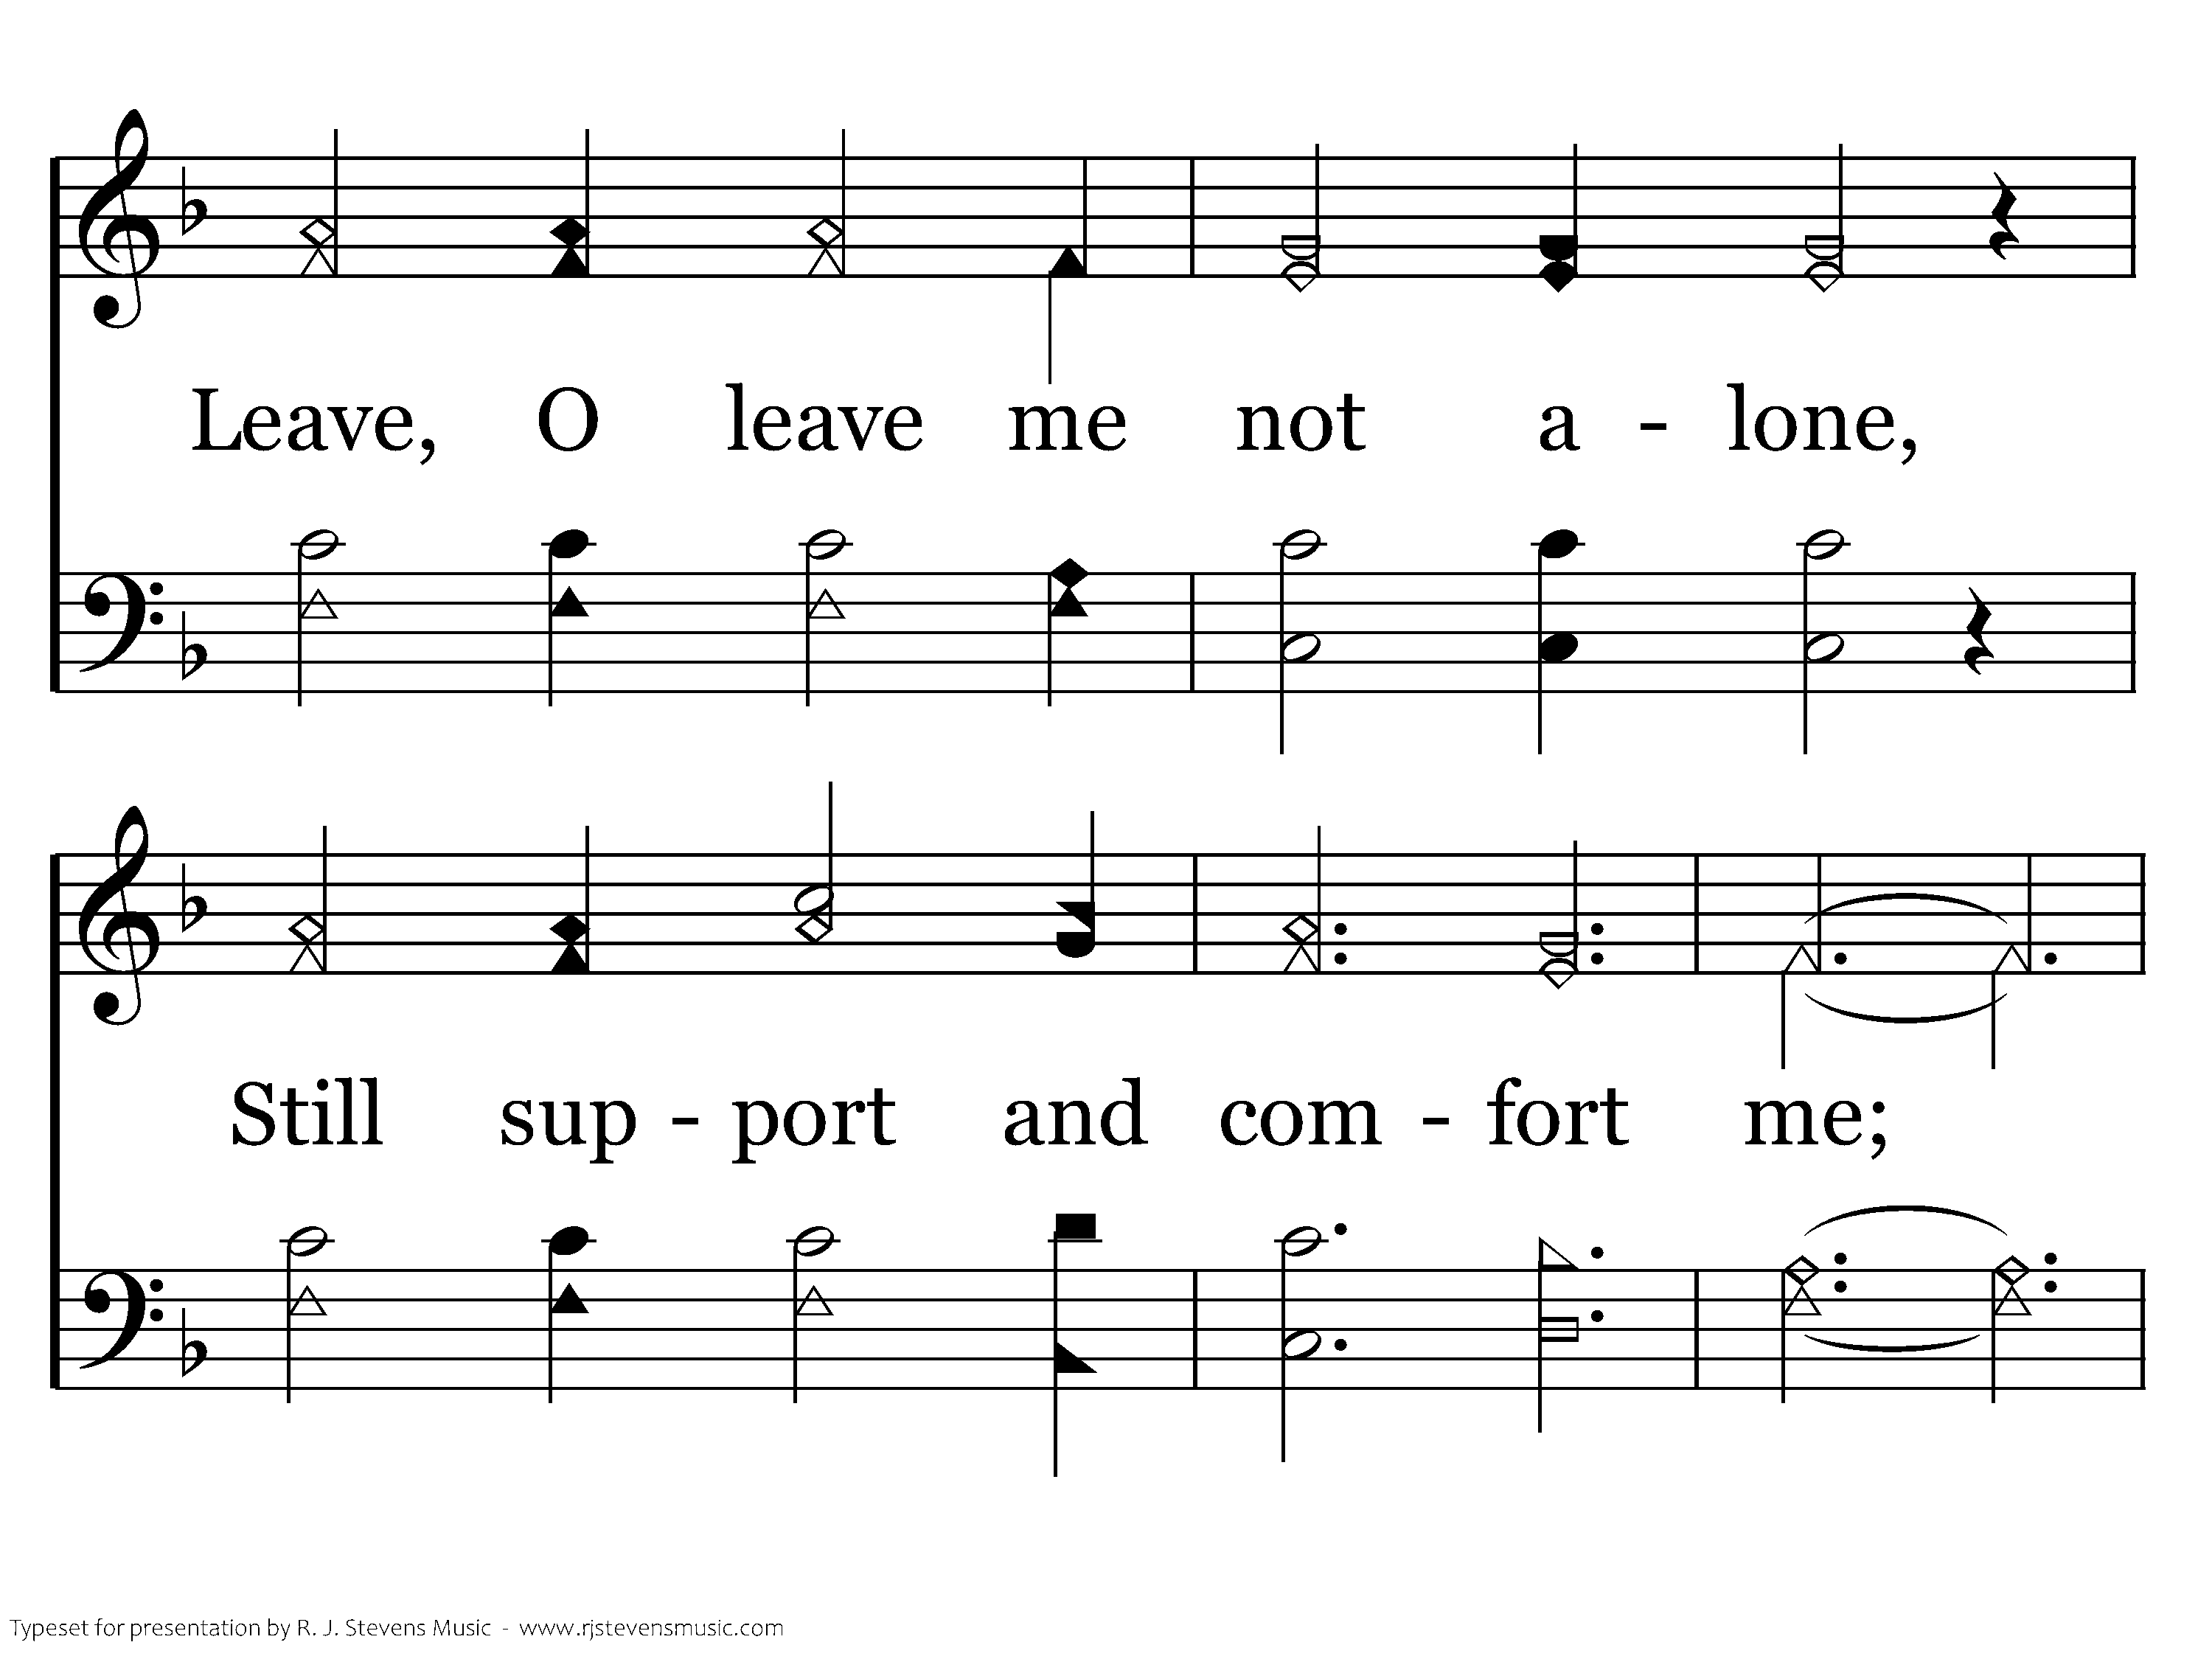 Leave, O leave me not a - lone,
Still sup - port and com - fort me;
Typeset for presentation by R. J. Stevens Music - www.rjstevensmusic.com